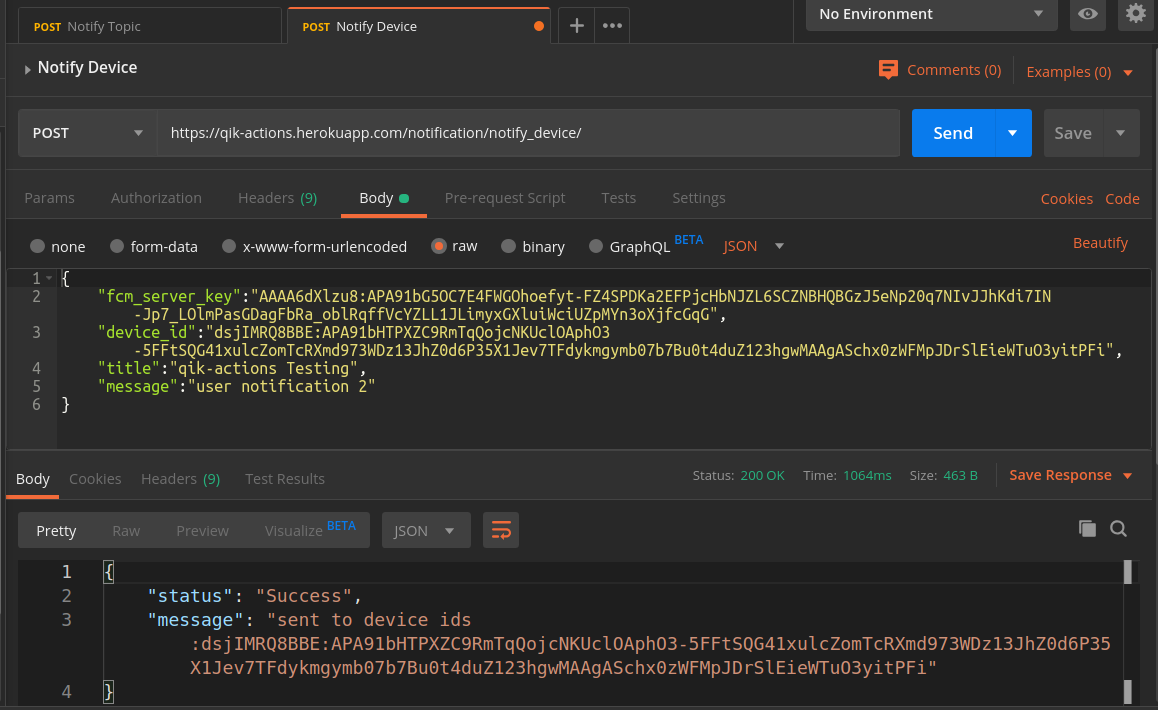 POST Notify Topic
POST Notify Device
No Environment
Notify Device
Comments (0)
Examples (0)
POST
https://qik-actions.herokuapp.com/notification/notify_device/
Send
Save
Params
Authorization
Headers (9)
Body
Pre-request Script
Tests
Settings
Cookies
Code
none
form-data
x-www-form-urlencoded
raw
binary
GraphQL BETA
JSON
Beautify
1 {
2 "fcm_server_key":"AAAA6dXlzu8:APA91bG5OC7E4FWGOhoefyt-FZ4SPDKa2EFPjcHbNJZL6SCZNBHQBGzJ5eNp20q7NIvJJhKdi7IN
-Jp7_LOlmPasGDagFbRa_oblRqffVcYZLL1JLimyxGXluiWciUZpMYn3oXjfcGqG",
3 "device_id":"dsjIMRQ8BBE:APA91bHTPXZC9RmTqQojcNKUclOAphO3
-5FFtSQG41xulcZomTcRXmd973WDz13JhZ0d6P35X1Jev7TFdykmgymb07b7Bu0t4duZ123hgwMAAgASchx0zWFMpJDrSlEieWTuO3yitPFi",
4 "title":"qik-actions Testing",
5 "message":"user notification 2"
6 }
Body
Cookies
Headers (9)
Test Results
Status: 200 OK
Time: 1064ms
Size: 463 B
Save Response
Pretty
Raw
Preview
Visualize BETA
JSON
1 {
2 "status": "Success",
3 "message": "sent to device ids
:dsjIMRQ8BBE:APA91bHTPXZC9RmTqQojcNKUclOAphO3-5FFtSQG41xulcZomTcRXmd973WDz13JhZ0d6P35
X1Jev7TFdykmgymb07b7Bu0t4duZ123hgwMAAgASchx0zWFMpJDrSlEieWTuO3yitPFi"
4 }